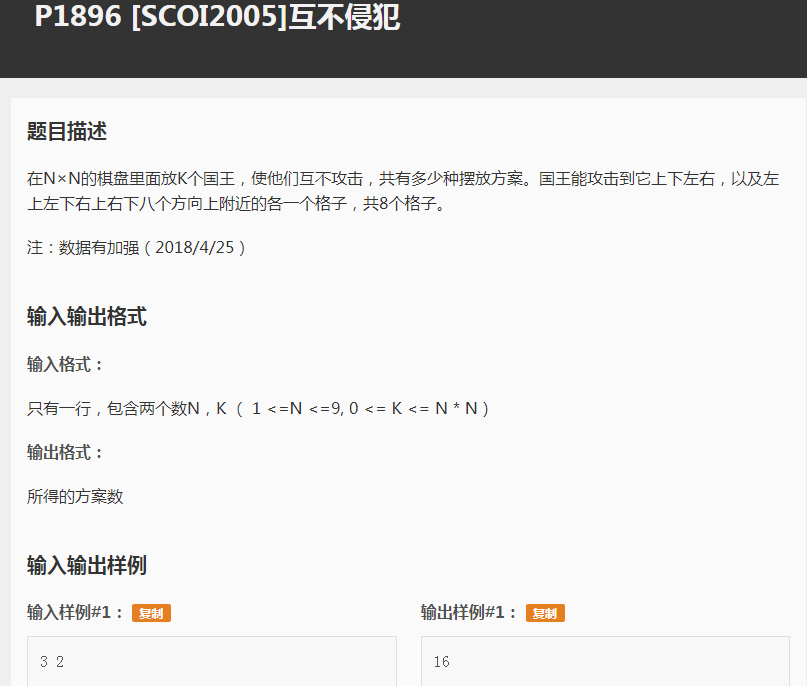 P1896 [SCOI2005]互不侵犯
题目描述
在N×N的棋盘里面放K个国王，使他们互不攻击，共有多少种摆放方案。国王能攻击到它上下左右，以及左
上左下右上右下八个方向上附近的各一个格子，共8个格子。
注：数据有加强（2018/4/25）
输入输出格式
输入格式：
只有一行，包含两个数N，K （ 1 <=N <=9, 0 <= K <= N * N）
输出格式：
所得的方案数
输入输出样例
输入样例#1： 复制
输出样例#1： 复制
3 2
16